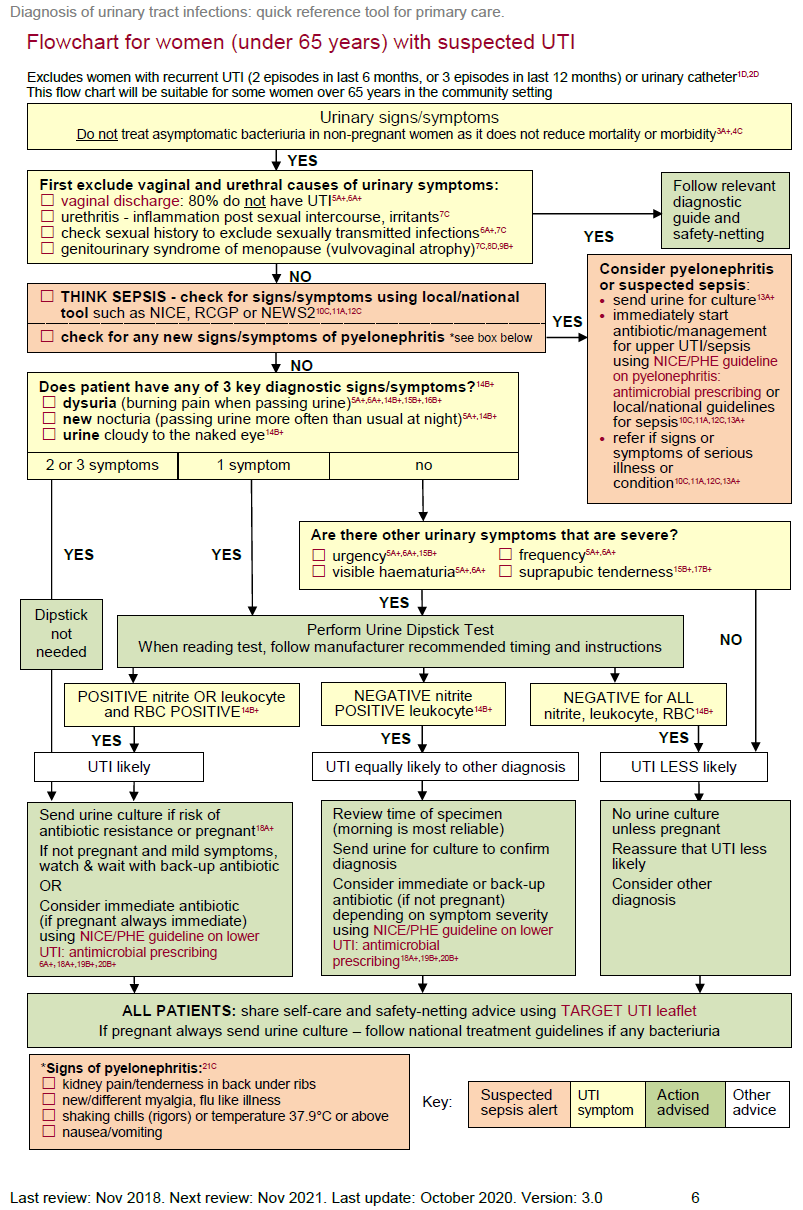 Diagnosis of urinary tract infections: quick reference tool for primary care.
Flowchart for women (under 65 years) with suspected UTI
Excludes women with recurrent UTI (2 episodes in last 6 months, or 3 episodes in last 12 months) or urinary catheter1D,2D
This flow chart will be suitable for some women over 65 years in the community setting
Urinary signs/symptoms
Do not treat asymptomatic bacteriuria in non-pregnant women as it does not reduce mortality or morbidity3A+,4C
YES
First exclude vaginal and urethral causes of urinary symptoms:
vaginal discharge: 80% do not have UTI5A+,6A+
urethritis - inflammation post sexual intercourse, irritants7C
check sexual history to exclude sexually transmitted infections6A+,7C
genitourinary syndrome of menopause (vulvovaginal atrophy)7C,8D,9B+
YES
Follow relevant
diagnostic
guide and
safety-netting
NO
THINK SEPSIS - check for signs/symptoms using local/national
tool such as NICE, RCGP or NEWS210C,11A,12C
check for any new signs/symptoms of pyelonephritis *see box below
YES
Consider pyelonephritis
or suspected sepsis:
• send urine for culture13A+
• immediately start
antibiotic/management
for upper UTI/sepsis
using NICE/PHE guideline
on pyelonephritis:
antimicrobial prescribing or
local/national guidelines
for sepsis10C,11A,12C,13A+
• refer if signs or
symptoms of serious
illness or
condition10C,11A,12C,13A+
NO
Does patient have any of 3 key diagnostic signs/symptoms?14B+
dysuria (burning pain when passing urine)5A+,6A+,14B+,15B+,16B+
new nocturia (passing urine more often than usual at night)5A+,14B+
urine cloudy to the naked eye14B+
2 or 3 symptoms
1 symptom
no
YES
YES
Are there other urinary symptoms that are severe?
urgency5A+,6A+,15B+
frequency5A+,6A+
visible haematuria5A+,6A+
suprapubic tenderness15B+,17B+
YES
NO
Dipstick
not
needed
Perform Urine Dipstick Test
When reading test, follow manufacturer recommended timing and instructions
POSITIVE nitrite OR leukocyte
and RBC POSITIVE14B+
NEGATIVE nitrite
POSITIVE leukocyte14B+
NEGATIVE for ALL
nitrite, leukocyte, RBC14B+
YES
YES
YES
UTI likely
UTI equally likely to other diagnosis
UTI LESS likely
Send urine culture if risk of
antibiotic resistance or pregnant18A+
If not pregnant and mild symptoms,
watch & wait with back-up antibiotic
OR
Consider immediate antibiotic
(if pregnant always immediate)
using NICE/PHE guideline on lower
UTI: antimicrobial prescribing
6A+,18A+,19B+,20B+
Review time of specimen
(morning is most reliable)
Send urine for culture to confirm
diagnosis
Consider immediate or back-up
antibiotic (if not pregnant)
depending on symptom severity
using NICE/PHE guideline on lower
UTI: antimicrobial
prescribing18A+,19B+,20B+
No urine culture
unless pregnant
Reassure that UTI less
likely
Consider other
diagnosis
ALL PATIENTS: share self-care and safety-netting advice using TARGET UTI leaflet
If pregnant always send urine culture – follow national treatment guidelines if any bacteriuria
*Signs of pyelonephritis:21C
kidney pain/tenderness in back under ribs
new/different myalgia, flu like illness
shaking chills (rigors) or temperature 37.9°C or above
nausea/vomiting
Key:
Suspected
sepsis alert
UTI
symptom
Action
advised
Other
advice
Last review: Nov 2018. Next review: Nov 2021. Last update: October 2020. Version: 3.0
6